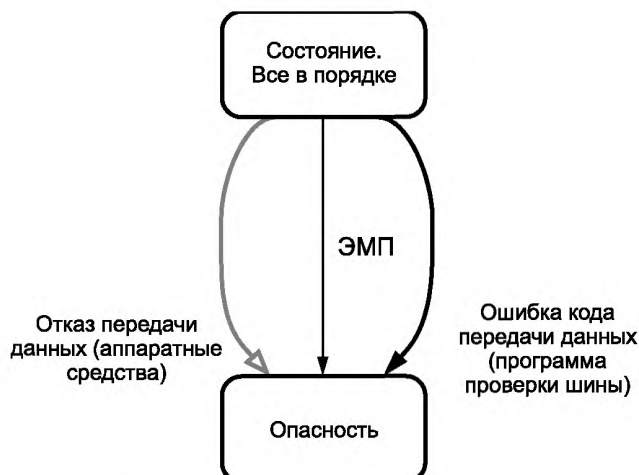 Состояние.
Все в порядке
ЭМП
Отказ передачи
данных (аппаратные
средства)
Ошибка кода
передачи данных
(программа
проверки шины)
Опасность